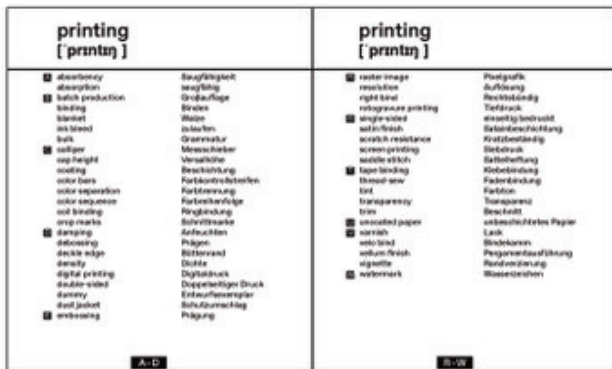 printing
[ˈprɪntɪŋ ]
A absorbency Saugfähigkeit
absorption saugfähig
B batch production Großauflage
binding Binden
blanket Walze
ink bleed zulaufen
bulk Grammatur
C calliper Messschieber
cap height Versalhöhe
coating Beschichtung
color bars Farbkontrollstreifen
color separation Farbtrennung
color sequence Farbreihenfolge
coil binding Ringbindung
crop marks Schnittmarke
D damping Anfeuchten
debossing Prägen
deckle edge Büttenrand
density Dichte
digital printing Digitaldruck
double-sided Doppelseitiger Druck
dummy Entwurfsexemplar
dust jacket Schutzumschlag
E embossing Prägung
A–D
printing
[ˈprɪntɪŋ ]
R raster image Pixelgrafik
resolution Auflösung
right bind Rechtsbündig
rotogravure printing Tiefdruck
S single-sided einseitig bedruckt
satin finish Satainbeschichtung
scratch resistance Kratzbeständig
screen printing Siebdruck
saddle stitch Sattelheftung
T tape binding Klebebindung
thread-sew Fadenbindung
tint Farbton
transparency Transparenz
trim Beschnitt
U uncoated paper unbeschichtetes Papier
V varnish Lack
velo bind Bindekamm
vellum finish Pergamentausführung
vignette Randverzierung
W watermark Wasserzeichen
R–W